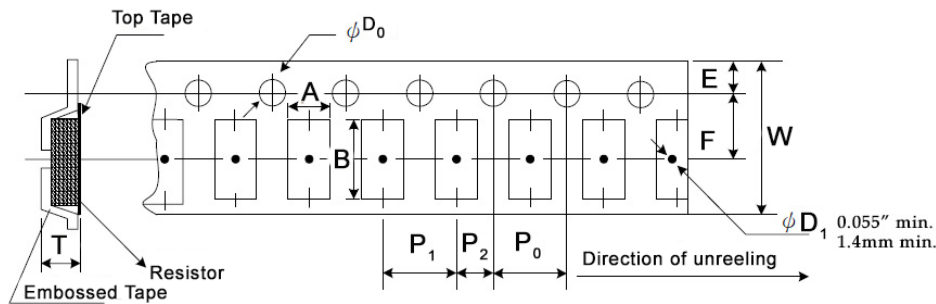 Top Tape
ϕD₀
E
A
F
W
B
ϕD₁ 0.055″ min.
1.4mm min.
T
P₁
P₂
P₀
Direction of unreeling
Resistor
Embossed Tape